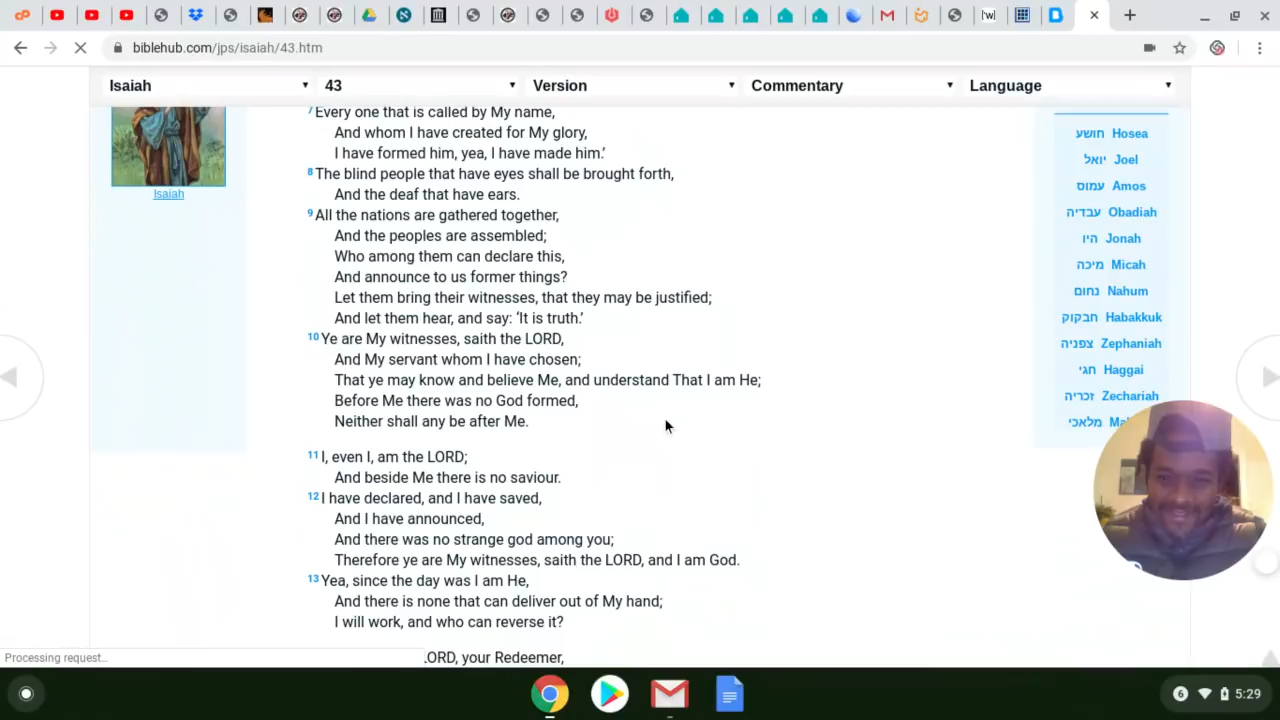 biblehub.com/jps/isaiah/43.htm
Isaiah 43 Version Commentary Language
Isaiah
7 Every one that is called by My name,
And whom I have created for My glory,
I have formed him, yea, I have made him.’
8 The blind people that have eyes shall be brought forth,
And the deaf that have ears.
9 All the nations are gathered together,
And the peoples are assembled;
Who among them can declare this,
And announce to us former things?
Let them bring their witnesses, that they may be justified;
And let them hear, and say: ‘It is truth.’
10 Ye are My witnesses, saith the LORD,
And My servant whom I have chosen;
That ye may know and believe Me, and understand That I am He;
Before Me there was no God formed,
Neither shall any be after Me.
11 I, even I, am the LORD;
And beside Me there is no saviour.
12 I have declared, and I have saved,
And I have announced,
And there was no strange god among you;
Therefore ye are My witnesses, saith the LORD, and I am God.
13 Yea, since the day was I am He,
And there is none that can deliver out of My hand;
I will work, and who can reverse it?
LORD, your Redeemer,
חושע Hosea
יואל Joel
עמוס Amos
עבדיה Obadiah
היו Jonah
מיכה Micah
נחום Nahum
חבקוק Habakkuk
צפניה Zephaniah
חגי Haggai
זכריה Zechariah
מלאכי
Processing request...
6 5:29